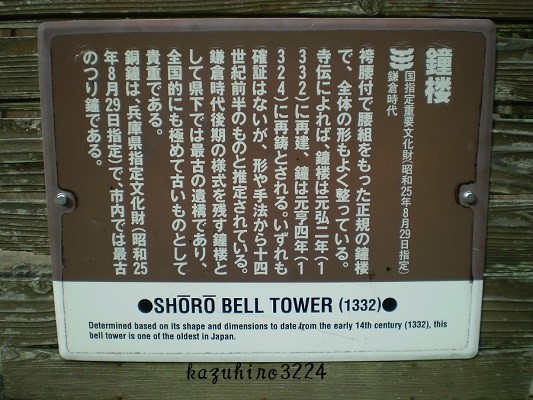 鐘楼
国指定重要文化財(昭和25年8月29日指定)
鎌倉時代
袴腰付で腰組をもった正規の鐘楼
で、全体の形もよく整っている。
寺伝によれば、鐘楼は元弘二年(1
332)に再建、鐘は元亨四年(1
324)に再鋳とされる。いずれも
確証はないが、形や手法から十四
世紀前半のものと推定されている。
鎌倉時代後期の様式を残す鐘楼と
して県下では最古の遺構であり、
全国的にも極めて古いものとして
貴重である。
銅鐘は、兵庫県指定文化財(昭和25
年8月29日指定)で、市内では最古
のつり鐘である。
●SHŌRŌ BELL TOWER (1332)●
Determined based on its shape and dimensions to date from the early 14th century (1332), this
bell tower is one of the oldest in Japan.
kazuhiro3224